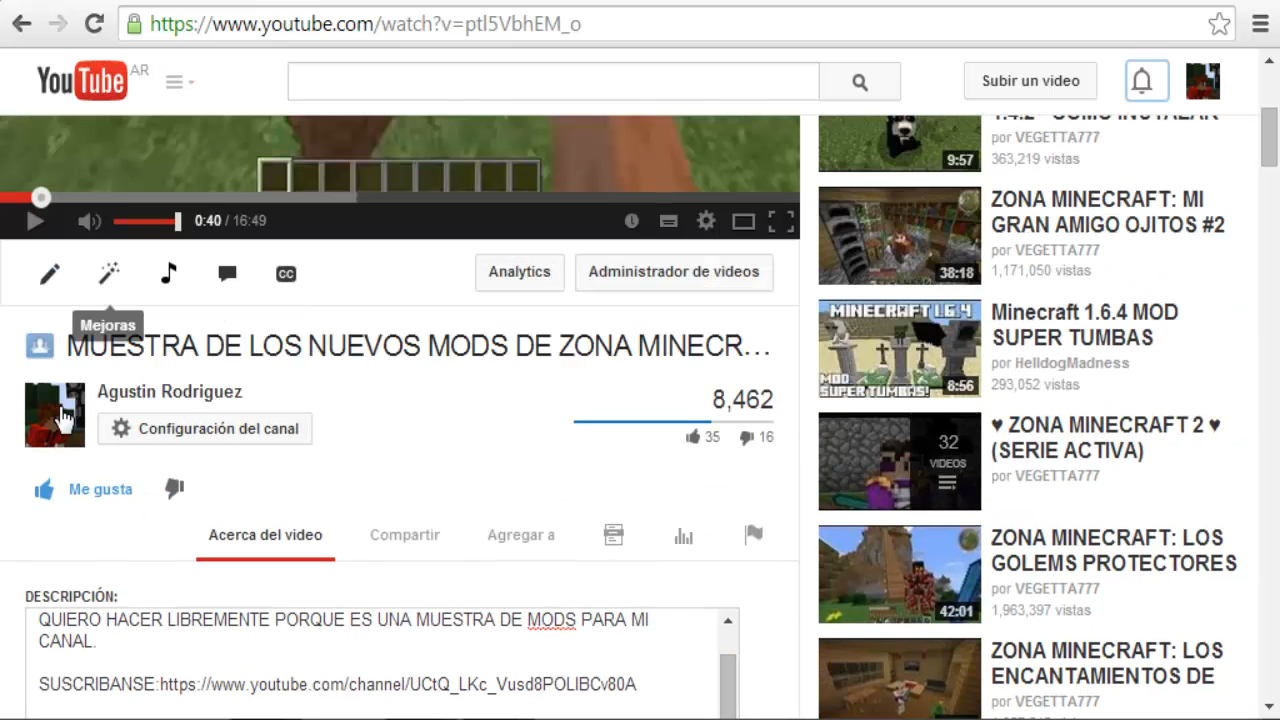 https://www.youtube.com/watch?v=ptl5VbhEM_o
YouTube AR
Subir un video
0:40 / 16:49
CC
Analytics
Administrador de videos
Mejoras
MUESTRA DE LOS NUEVOS MODS DE ZONA MINECR...
Agustin Rodriguez
8,462
Configuración del canal
35
16
Me gusta
Acerca del video
Compartir
Agregar a
DESCRIPCIÓN:
QUIERO HACER LIBREMENTE PORQUE ES UNA MUESTRA DE MODS PARA MI
CANAL.
SUSCRIBANSE:https://www.youtube.com/channel/UCtQ_LKc_Vusd8POLIBCv80A
1.4.2 - COMO INSTALAR
por VEGETTA777
363,219 vistas
9:57
ZONA MINECRAFT: MI
GRAN AMIGO OJITOS #2
por VEGETTA777
1,171,050 vistas
38:18
MINECRAFT 1.6.4
MOD
SUPER TUMBAS!
8:56
Minecraft 1.6.4 MOD
SUPER TUMBAS
por HelldogMadness
293,052 vistas
32
VIDEOS
♥ ZONA MINECRAFT 2 ♥
(SERIE ACTIVA)
por VEGETTA777
ZONA MINECRAFT: LOS
GOLEMS PROTECTORES
por VEGETTA777
1,963,397 vistas
42:01
ZONA MINECRAFT: LOS
ENCANTAMIENTOS DE
por VEGETTA777